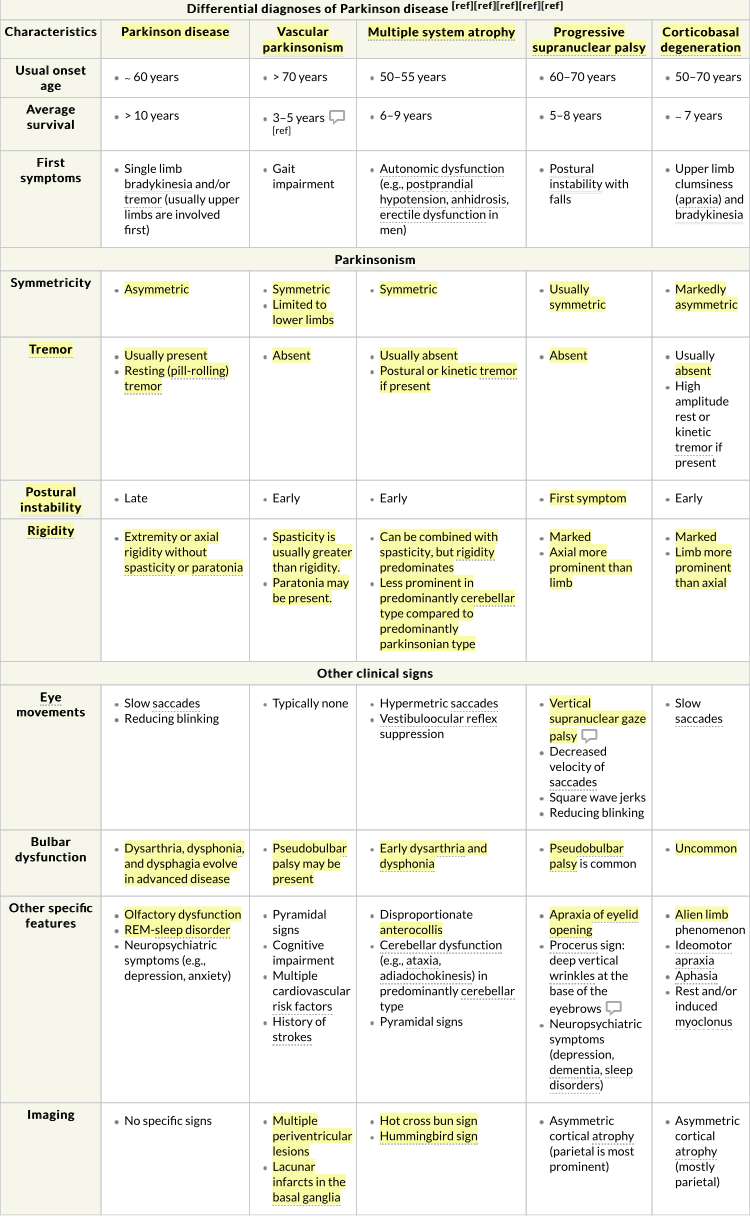 Differential diagnoses of Parkinson disease [ref][ref][ref][ref][ref]
Characteristics
Parkinson disease
Vascular
parkinsonism
Multiple system atrophy
Progressive
supranuclear palsy
Corticobasal
degeneration
Usual onset
age
~ 60 years
> 70 years
50–55 years
60–70 years
50–70 years
Average
survival
> 10 years
3–5 years
[ref]
6–9 years
5–8 years
~ 7 years
First
symptoms
Single limb
bradykinesia and/or
tremor (usually upper
limbs are involved
first)
Gait
impairment
Autonomic dysfunction
(e.g., postprandial
hypotension, anhidrosis,
erectile dysfunction in
men)
Postural
instability with
falls
Upper limb
clumsiness
(apraxia) and
bradykinesia
Parkinsonism
Symmetricity
Asymmetric
Symmetric
Limited to
lower limbs
Symmetric
Usually
symmetric
Markedly
asymmetric
Tremor
Usually present
Resting (pill-rolling)
tremor
Absent
Usually absent
Postural or kinetic tremor
if present
Absent
Usually
absent
High
amplitude
rest or
kinetic
tremor if
present
Postural
instability
Late
Early
Early
First symptom
Early
Rigidity
Extremity or axial
rigidity without
spasticity or paratonia
Spasticity is
usually greater
than rigidity.
Paratonia may
be present.
Can be combined with
spasticity, but rigidity
predominates
Less prominent in
predominantly cerebellar
type compared to
predominantly
parkinsonian type
Marked
Axial more
prominent than
limb
Marked
Limb more
prominent
than axial
Other clinical signs
Eye
movements
Slow saccades
Reducing blinking
Typically none
Hypermetric saccades
Vestibuloocular reflex
suppression
Vertical
supranuclear gaze
palsy
Decreased
velocity of
saccades
Square wave jerks
Reducing blinking
Slow
saccades
Bulbar
dysfunction
Dysarthria, dysphonia,
and dysphagia evolve
in advanced disease
Pseudobulbar
palsy may be
present
Early dysarthria and
dysphonia
Pseudobulbar
palsy is common
Uncommon
Other specific
features
Olfactory dysfunction
REM-sleep disorder
Neuropsychiatric
symptoms (e.g.,
depression, anxiety)
Pyramidal
signs
Cognitive
impairment
Multiple
cardiovascular
risk factors
History of
strokes
Disproportionate
anterocollis
Cerebellar dysfunction
(e.g., ataxia,
adiadochokinesis) in
predominantly cerebellar
type
Pyramidal signs
Apraxia of eyelid
opening
Procerus sign:
deep vertical
wrinkles at the
base of the
eyebrows
Neuropsychiatric
symptoms
(depression,
dementia, sleep
disorders)
Alien limb
phenomenon
Ideomotor
apraxia
Aphasia
Rest and/or
induced
myoclonus
Imaging
No specific signs
Multiple
periventricular
lesions
Lacunar
infarcts in the
basal ganglia
Hot cross bun sign
Hummingbird sign
Asymmetric
cortical atrophy
(parietal is most
prominent)
Asymmetric
cortical
atrophy
(mostly
parietal)